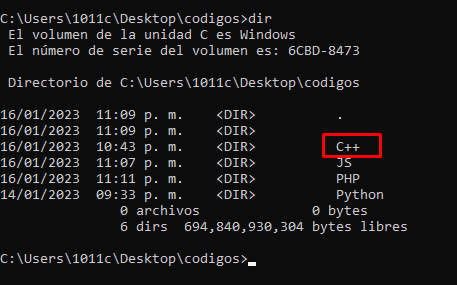 C:\Users\1011c\Desktop\codigos>dir
El volumen de la unidad C es Windows
El número de serie del volumen es: 6CBD-8473
Directorio de C:\Users\1011c\Desktop\codigos
16/01/2023  11:09 p. m.    <DIR>          .
16/01/2023  11:09 p. m.    <DIR>
16/01/2023  10:43 p. m.    <DIR>          C++
16/01/2023  11:07 p. m.    <DIR>          JS
16/01/2023  11:11 p. m.    <DIR>          PHP
14/01/2023  09:33 p. m.    <DIR>          Python
0 archivos              0 bytes
6 dirs  694,840,930,304 bytes libres
C:\Users\1011c\Desktop\codigos>